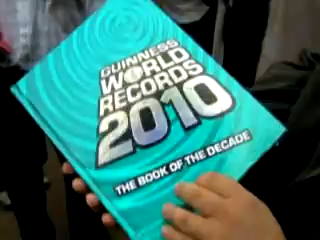 GUINNESS
WORLD
RECORDS
2010
THE BOOK OF THE DECADE